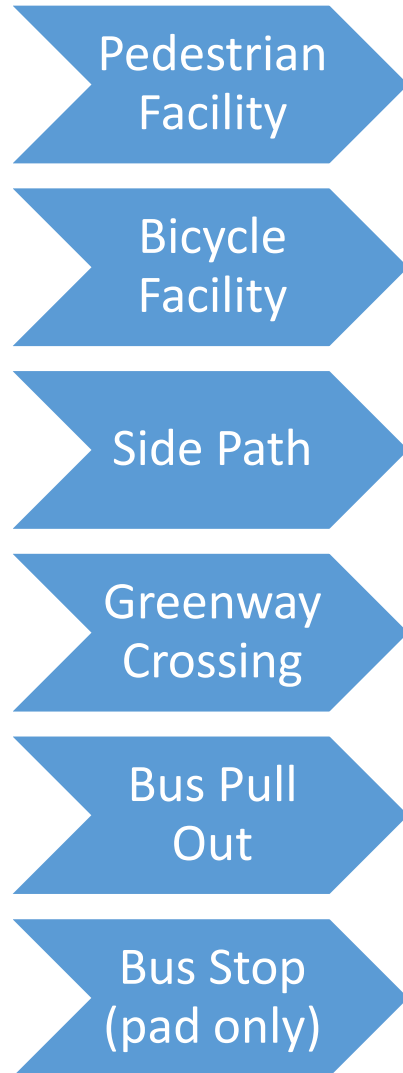 Pedestrian
Facility
Bicycle
Facility
Side Path
Greenway
Crossing
Bus Pull
Out
Bus Stop
(pad only)